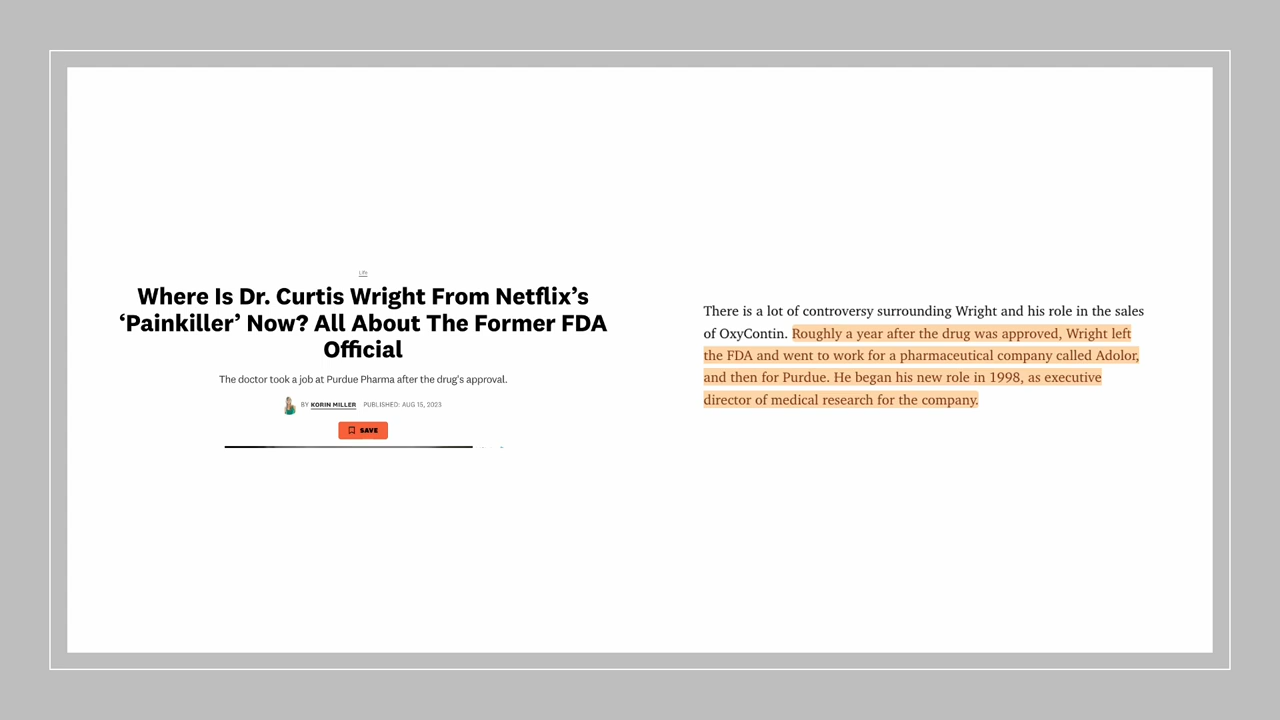 Life
Where Is Dr. Curtis Wright From Netflix's
‘Painkiller’ Now? All About The Former FDA
Official
The doctor took a job at Purdue Pharma after the drug's approval.
BY KORIN MILLER PUBLISHED: AUG 15, 2023
SAVE
There is a lot of controversy surrounding Wright and his role in the sales
of OxyContin. Roughly a year after the drug was approved, Wright left
the FDA and went to work for a pharmaceutical company called Adolor,
and then for Purdue. He began his new role in 1998, as executive
director of medical research for the company.